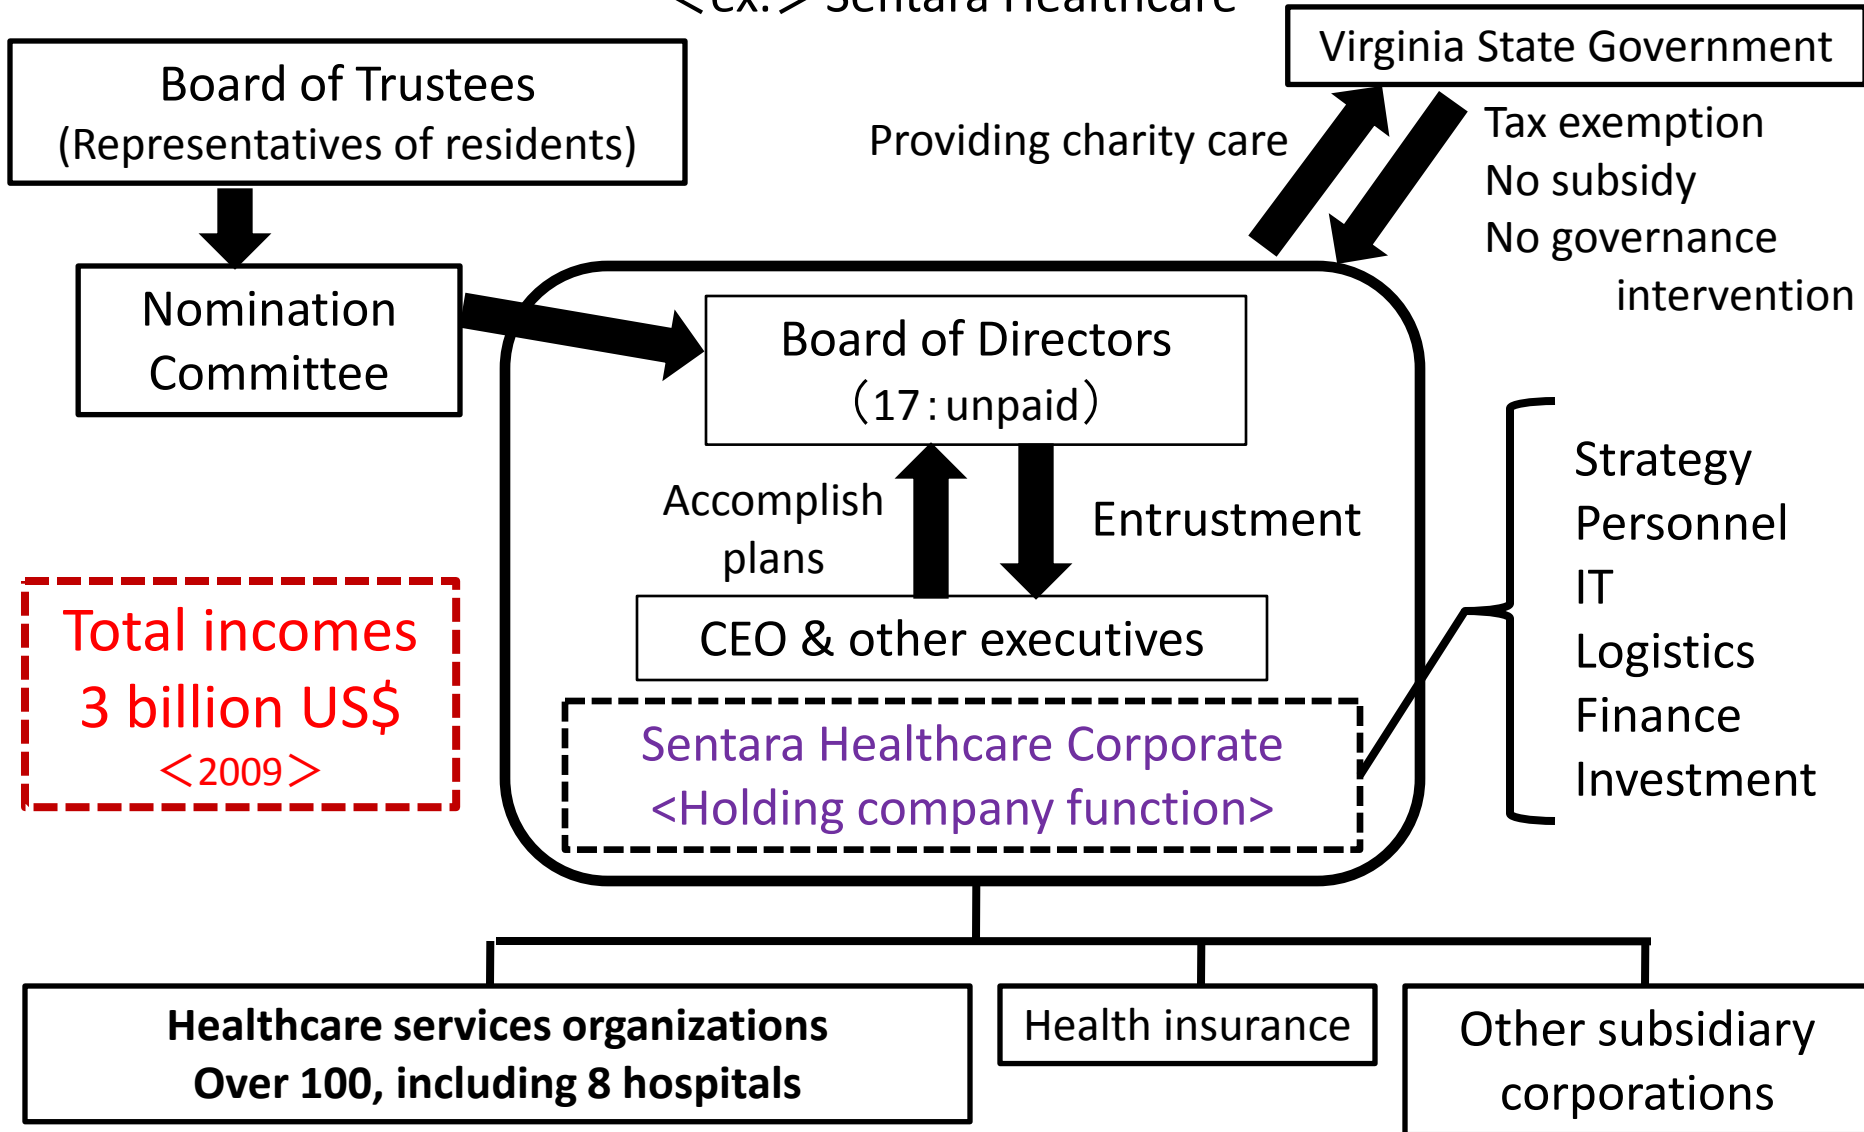 ＜ex.＞ Sentara Healthcare
Virginia State Government
Board of Trustees
(Representatives of residents)
Providing charity care
Tax exemption
No subsidy
No governance
intervention
Nomination
Committee
Board of Directors
（17：unpaid）
Accomplish
plans
Entrustment
CEO & other executives
Strategy
Personnel
IT
Logistics
Finance
Investment
Total incomes
3 billion US$
＜2009＞
Sentara Healthcare Corporate
<Holding company function>
Healthcare services organizations
Over 100, including 8 hospitals
Health insurance
Other subsidiary
corporations